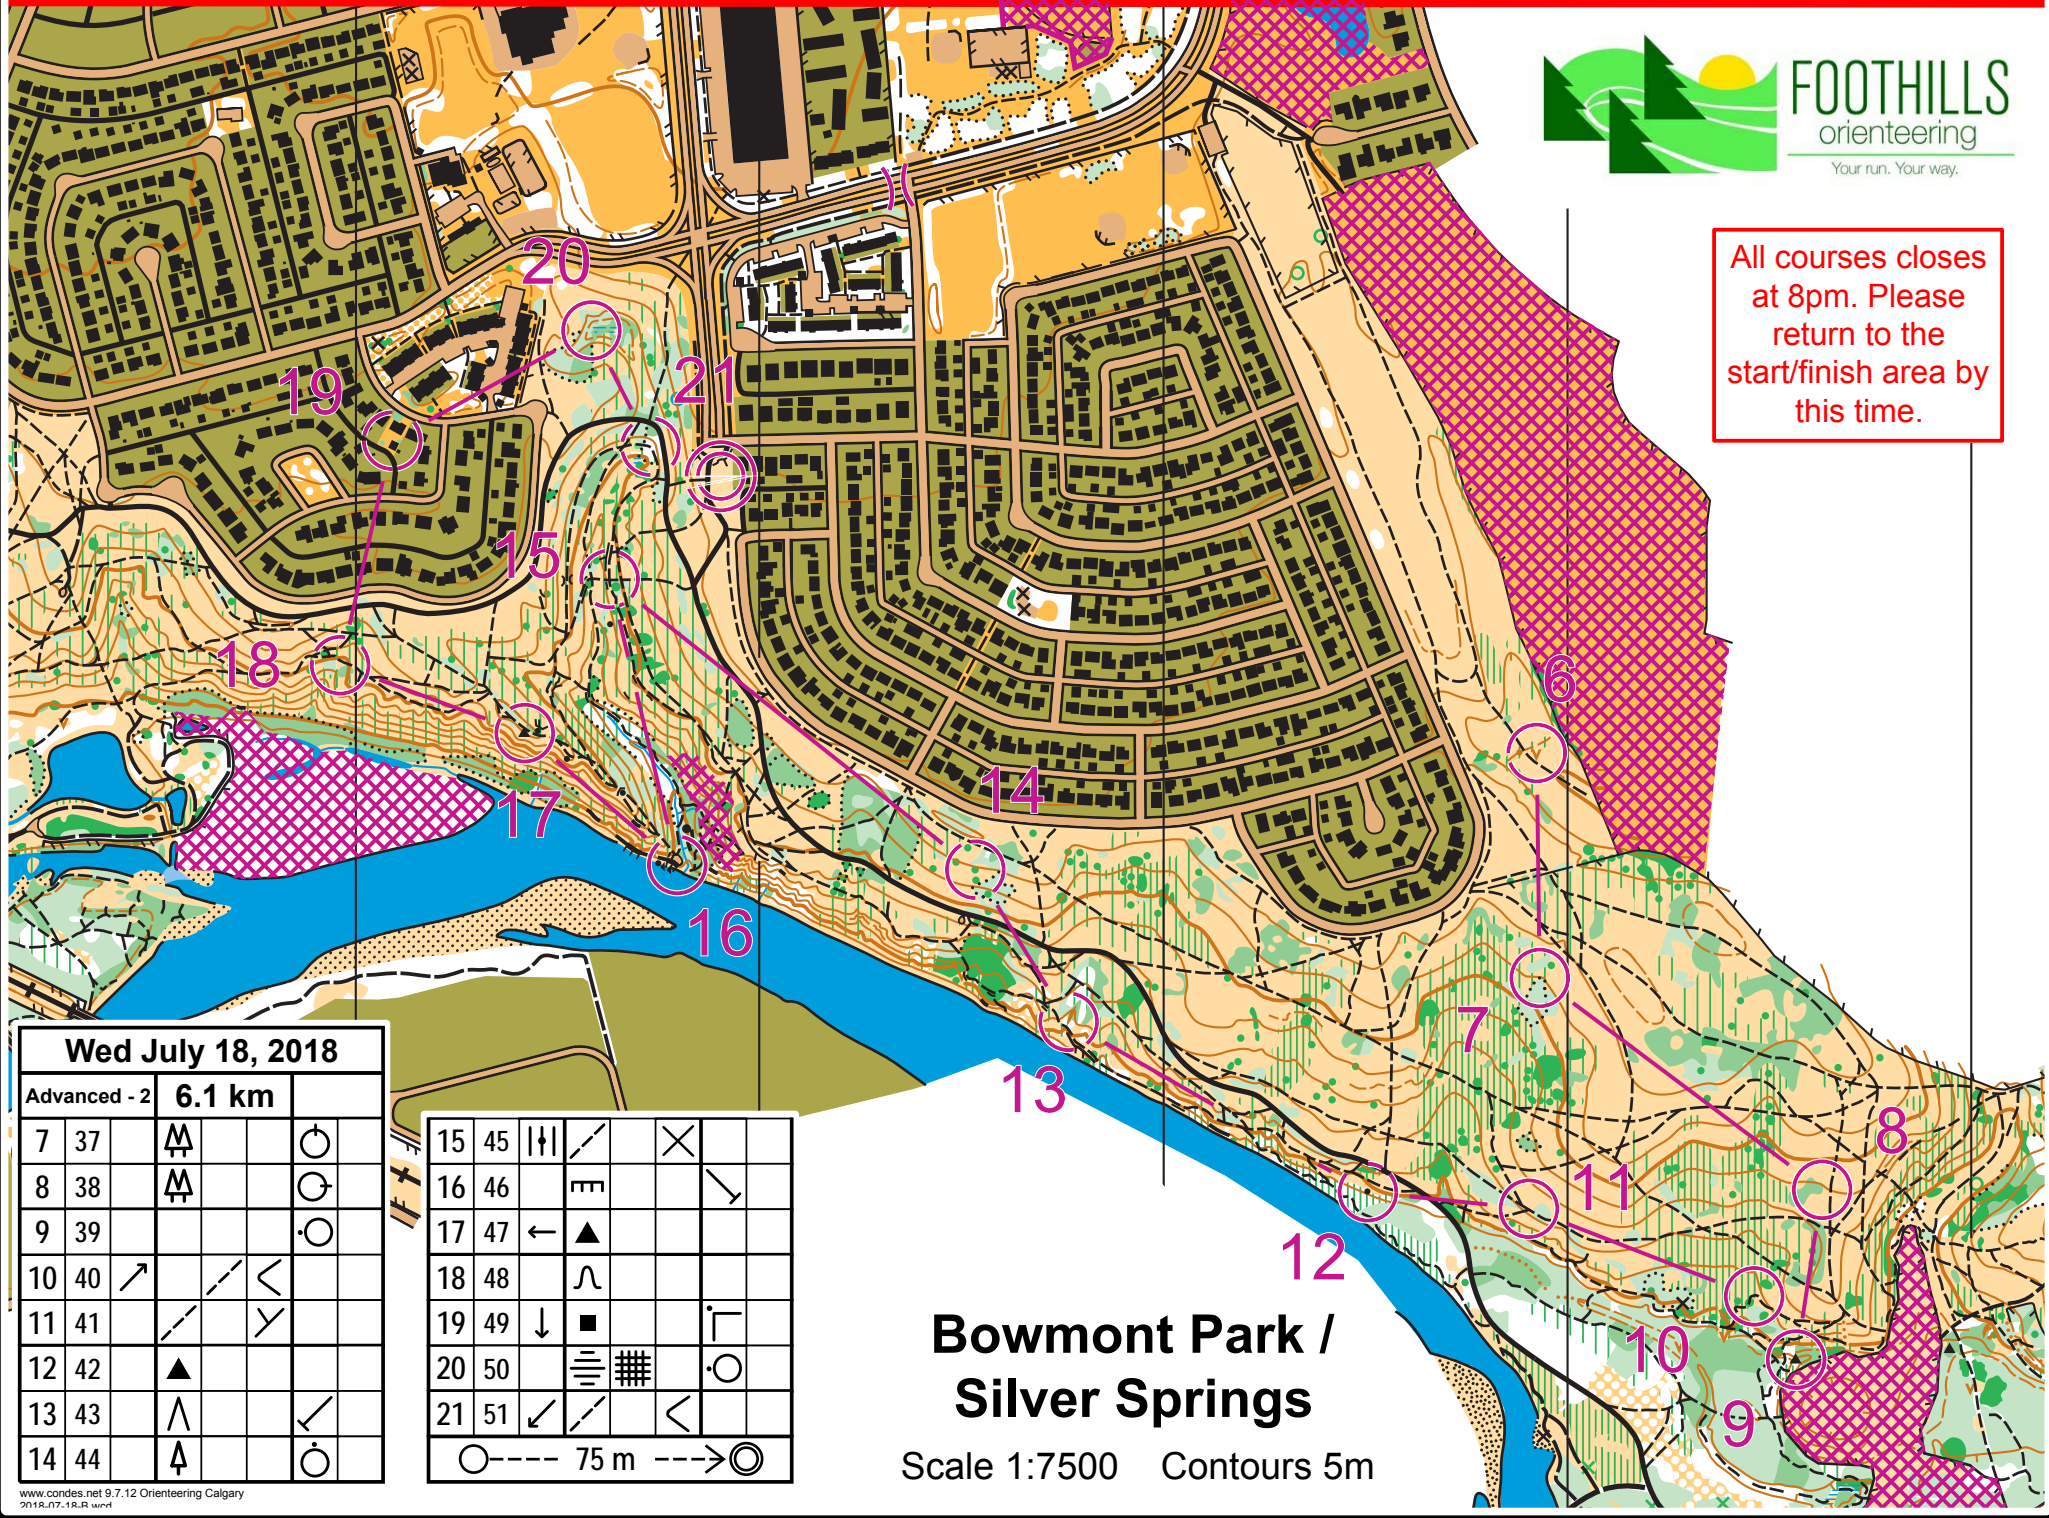 FOOTHILLS
orienteering
Your run. Your way.
All courses closes
at 8pm. Please
return to the
start/finish area by
this time.
20
19
21
15
18
17
16
14
13
6
7
8
11
12
10
9
Wed July 18, 2018
Advanced - 2 6.1 km
7 37
8 38
9 39
10 40
11 41
12 42
13 43
14 44
15 45
16 46
17 47
18 48
19 49
20 50
21 51
75 m
Bowmont Park /
Silver Springs
Scale 1:7500 Contours 5m
www.condes.net 9.7.12 Orienteering Calgary
2018-07-18-B.wcd